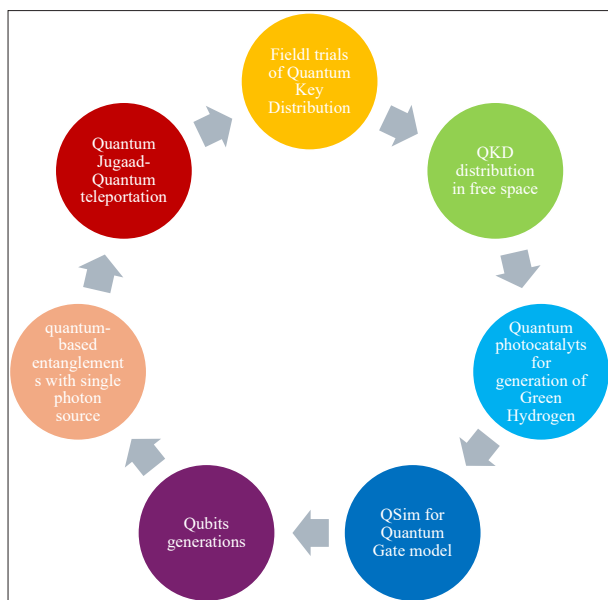 Fieldl trials
of Quantum
Key
Distribution
QKD
distribution
in free space
Quantum
photocatalyts
for
generation of
Green
Hydrogen
QSim for
Quantum
Gate model
Qubits
generations
quantum-
based
entanglement
s with single
photon
source
Quantum
Jugaad-
Quantum
teleportation